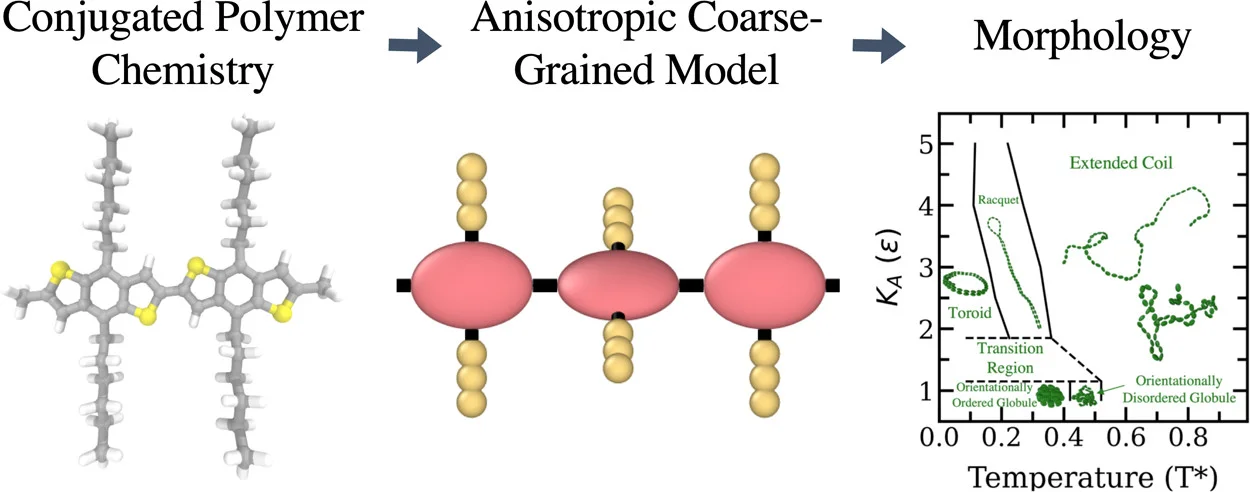 Conjugated Polymer
Chemistry
Anisotropic Coarse-
Grained Model
Morphology
5
4
3
2
1
K_A (ε)
Extended Coil
Racquet
Toroid
Transition
Region
Orientationally
Ordered Globule
Orientationally
Disordered Globule
0.0 0.2 0.4 0.6 0.8
Temperature (T*)